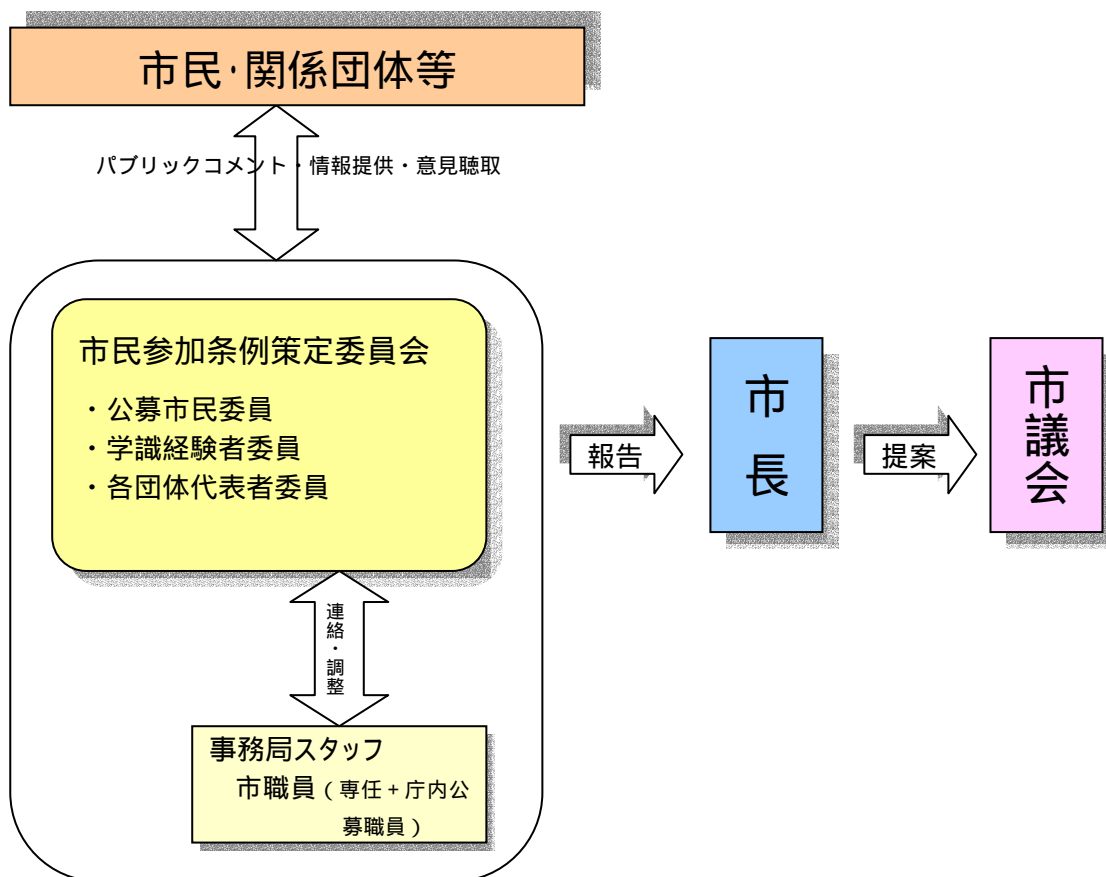 市民･関係団体等
パブリックコメント・情報提供・意見聴取
市民参加条例策定委員会
・公募市民委員
・学識経験者委員
・各団体代表者委員
報告
市長
提案
市議会
連絡・調整
事務局スタッフ
市職員（専任+庁内公
募職員）